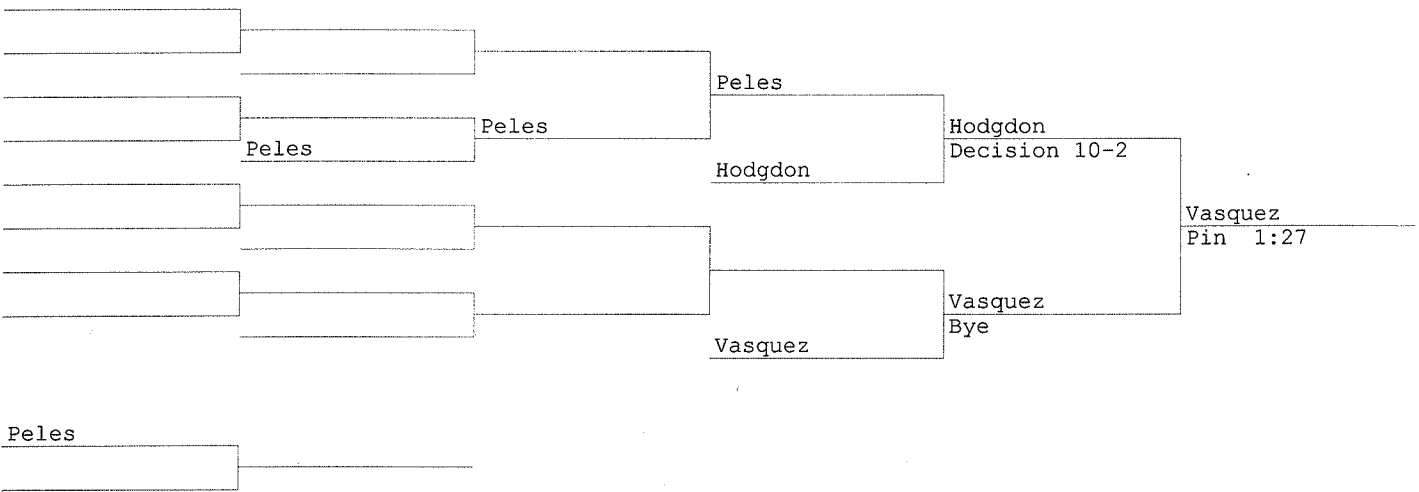 Peles
Hodgdon
Peles
Decision 10-2
Peles
Hodgdon
Vasquez
Pin 1:27
Vasquez
Bye
Vasquez
Peles